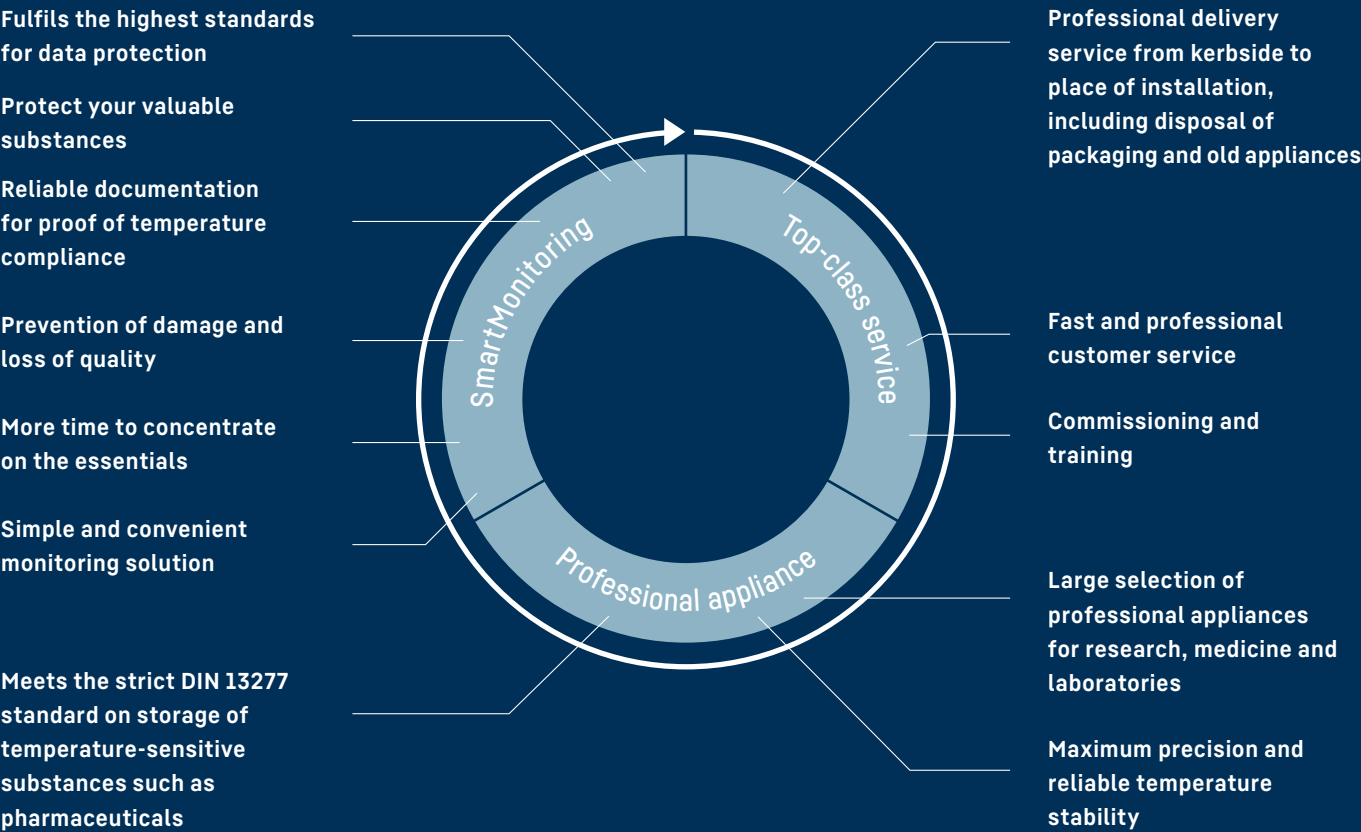 Fulfils the highest standards
for data protection
Protect your valuable
substances
Reliable documentation
for proof of temperature
compliance
Prevention of damage and
loss of quality
More time to concentrate
on the essentials
Simple and convenient
monitoring solution
Meets the strict DIN 13277
standard on storage of
temperature-sensitive
substances such as
pharmaceuticals
SmartMonitoring
Top-class service
Professional appliance
Professional delivery
service from kerbside to
place of installation,
including disposal of
packaging and old appliances
Fast and professional
customer service
Commissioning and
training
Large selection of
professional appliances
for research, medicine and
laboratories
Maximum precision and
reliable temperature
stability